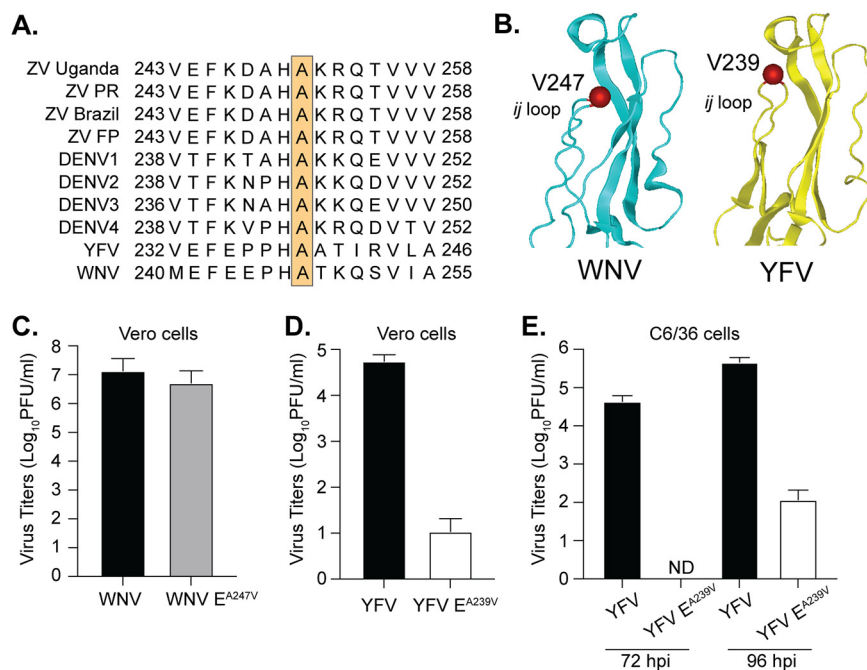 A.
ZV Uganda 243 V E F K D A H A K R Q T V V V 258
ZV PR 243 V E F K D A H A K R Q T V V V 258
ZV Brazil 243 V E F K D A H A K R Q T V V V 258
ZV FP 243 V E F K D A H A K R Q T V V V 258
DENV1 238 V T F K T A H A K K Q E V V V 252
DENV2 238 V T F K N P H A K K Q D V V V 252
DENV3 236 V T F K N A H A K K Q E V V V 250
DENV4 238 V T F K V P H A K R Q D V T V 252
YFV 232 V E F E P P H A A T I R V L A 246
WNV 240 M E F E E P H A T K Q S V I A 255
B.
V247
ij loop
WNV
V239
ij loop
YFV
C.
Vero cells
Virus Titers (Log10PFU/ml)
8
7
6
5
4
3
2
1
0
WNV
WNV E^A247V
D.
Vero cells
Virus Titers (Log10PFU/ml)
5
4
3
2
1
0
YFV
YFV E^A239V
E.
C6/36 cells
Virus Titers (Log10PFU/ml)
6
5
4
3
2
1
0
ND
YFV
YFV E^A239V
YFV
YFV E^A239V
72 hpi
96 hpi